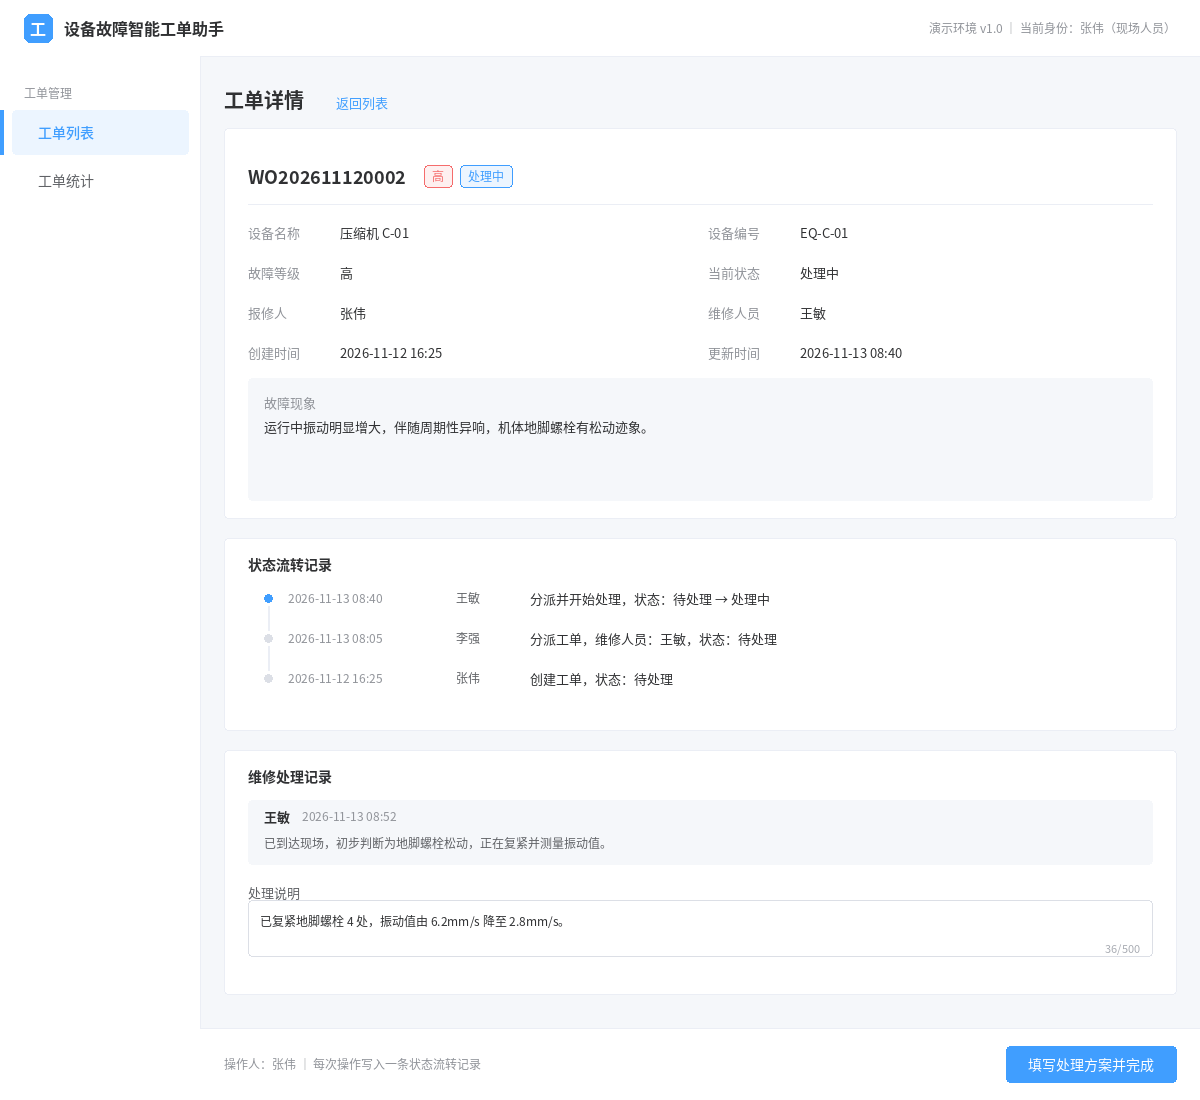 工 设备故障智能工单助手
演示环境 v1.0 | 当前身份：张伟（现场人员）
工单管理
工单列表
工单统计
工单详情 返回列表
WO202611120002 高 处理中
设备名称 压缩机 C-01 设备编号 EQ-C-01
故障等级 高 当前状态 处理中
报修人 张伟 维修人员 王敏
创建时间 2026-11-12 16:25 更新时间 2026-11-13 08:40
故障现象
运行中振动明显增大，伴随周期性异响，机体地脚螺栓有松动迹象。
状态流转记录
2026-11-13 08:40 王敏 分派并开始处理，状态：待处理 → 处理中
2026-11-13 08:05 李强 分派工单，维修人员：王敏，状态：待处理
2026-11-12 16:25 张伟 创建工单，状态：待处理
维修处理记录
王敏 2026-11-13 08:52
已到达现场，初步判断为地脚螺栓松动，正在复紧并测量振动值。
处理说明
已复紧地脚螺栓 4 处，振动值由 6.2mm/s 降至 2.8mm/s。
36/500
操作人：张伟 | 每次操作写入一条状态流转记录
填写处理方案并完成